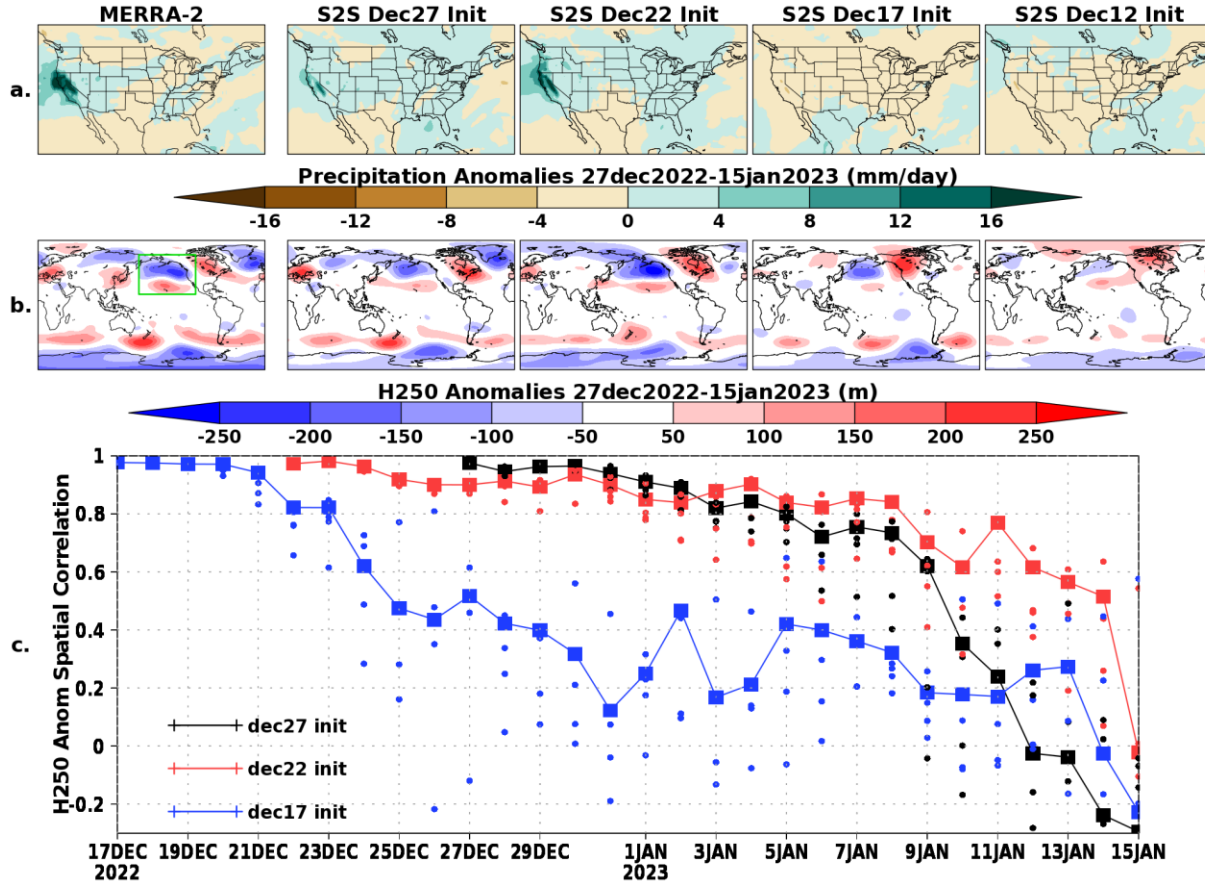 MERRA-2 S2S Dec27 Init S2S Dec22 Init S2S Dec17 Init S2S Dec12 Init
a.
Precipitation Anomalies 27dec2022-15jan2023 (mm/day)
-16 -12 -8 -4 0 4 8 12 16
b.
H250 Anomalies 27dec2022-15jan2023 (m)
-250 -200 -150 -100 -50 50 100 150 200 250
c.
H250 Anom Spatial Correlation
1
0.8
0.6
0.4
0.2
0
-0.2
dec27 init
dec22 init
dec17 init
17DEC 19DEC 21DEC 23DEC 25DEC 27DEC 29DEC 1JAN 3JAN 5JAN 7JAN 9JAN 11JAN 13JAN 15JAN
2022 2023